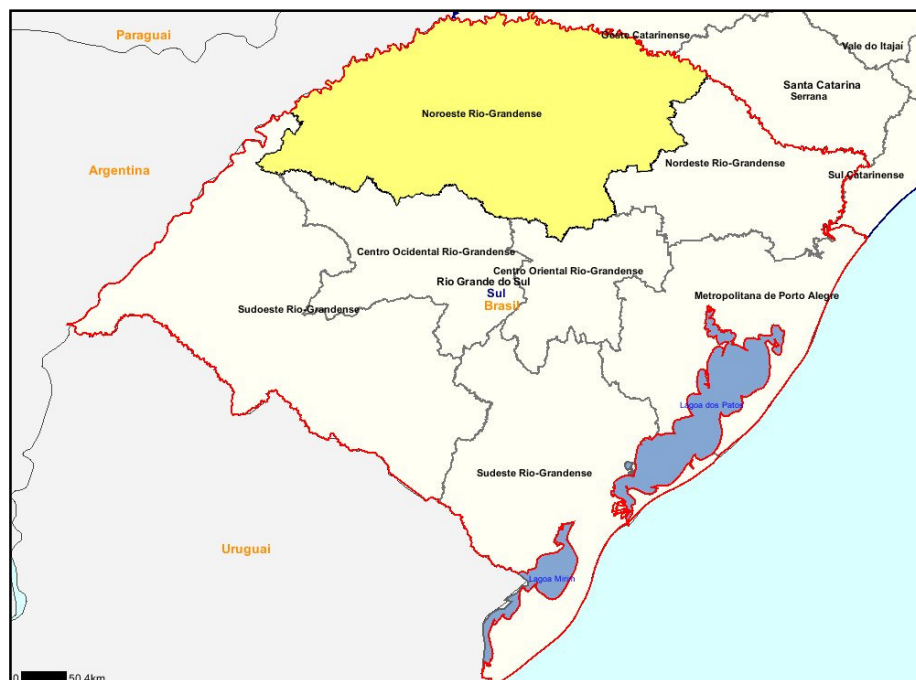 Paraguai
Oeste Catarinense
Vale do Itajaí
Santa Catarina
Serrana
Noroeste Rio-Grandense
Argentina
Nordeste Rio-Grandense
Sul Catarinense
Centro Ocidental Rio-Grandense
Centro Oriental Rio-Grandense
Rio Grande do Sul
Sul
Brasil
Metropolitana de Porto Alegre
Sudoeste Rio-Grandense
Lagoa dos Patos
Sudeste Rio-Grandense
Uruguai
Lagoa Mirim
0 50.4km